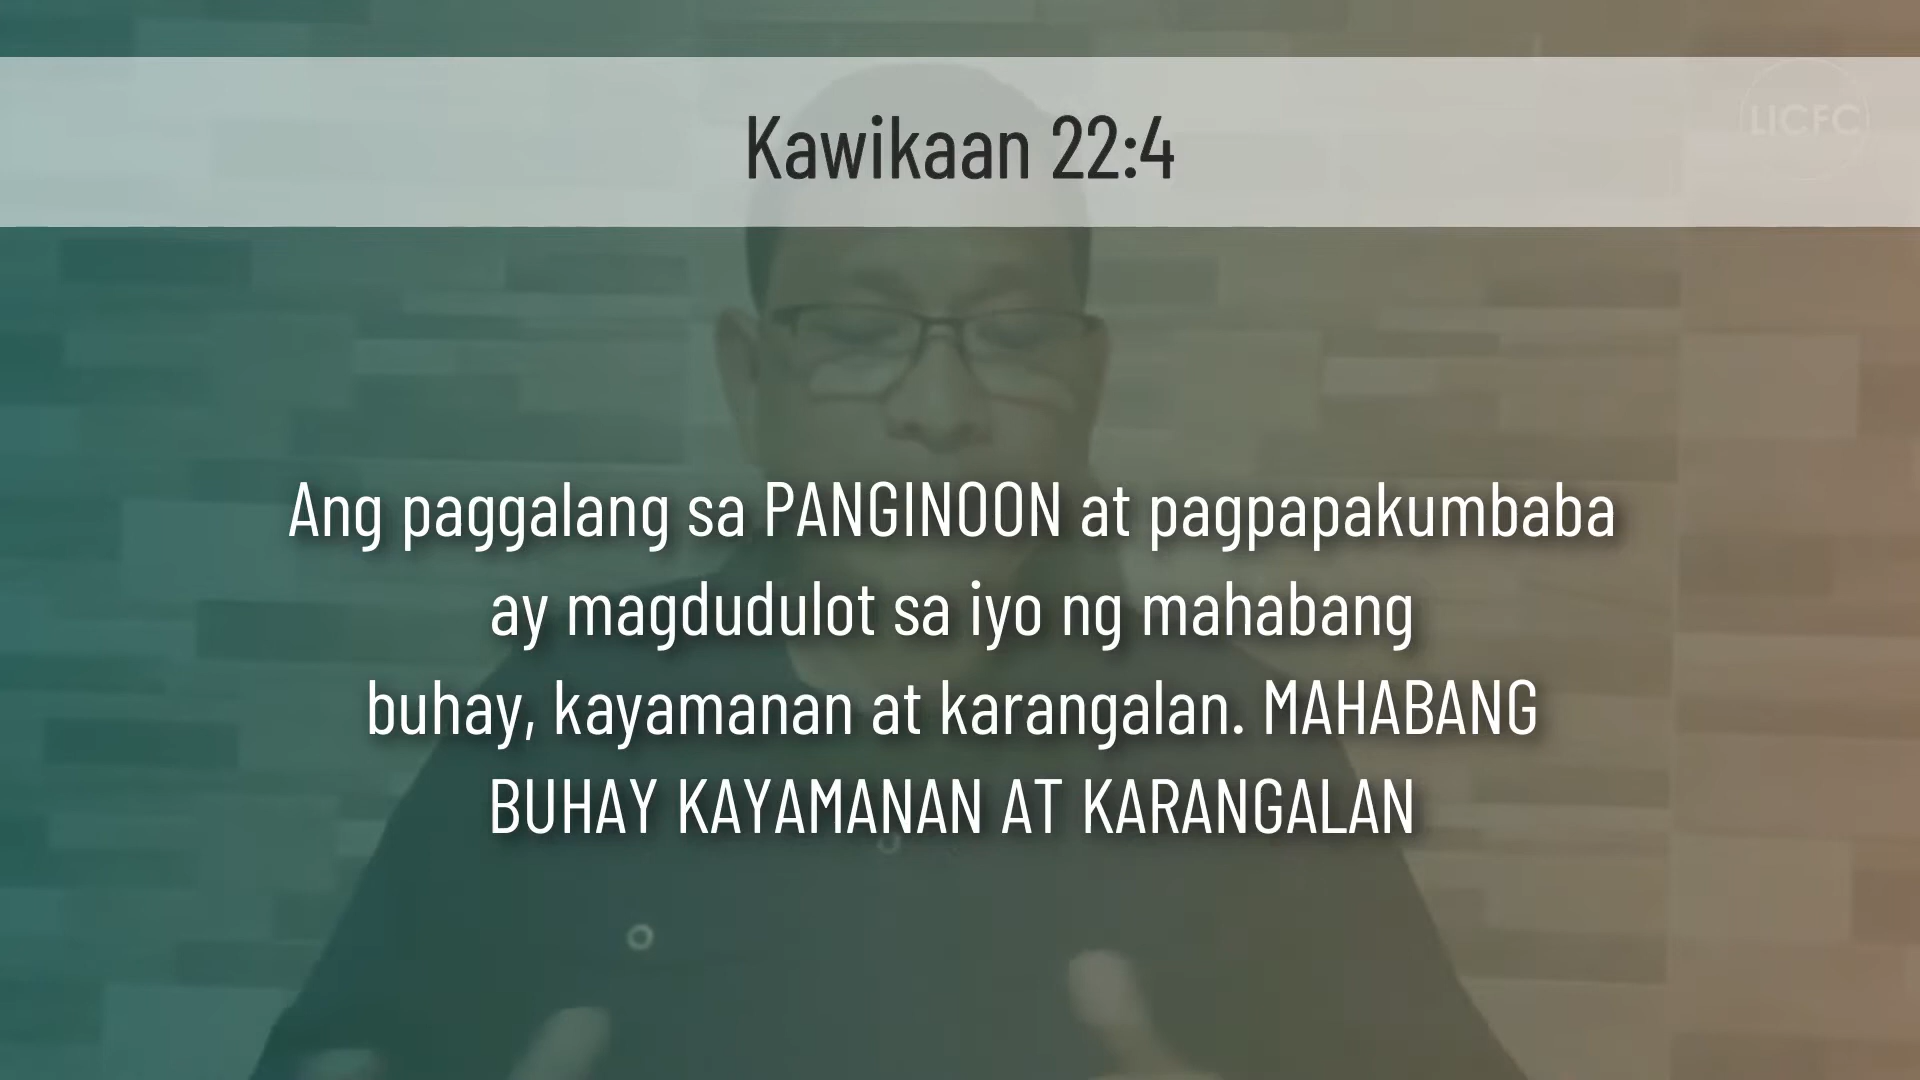 LICFC
Kawikaan 22:4
Ang paggalang sa PANGINOON at pagpapakumbaba
ay magdudulot sa iyo ng mahabang
buhay, kayamanan at karangalan. MAHABANG
BUHAY KAYAMANAN AT KARANGALAN